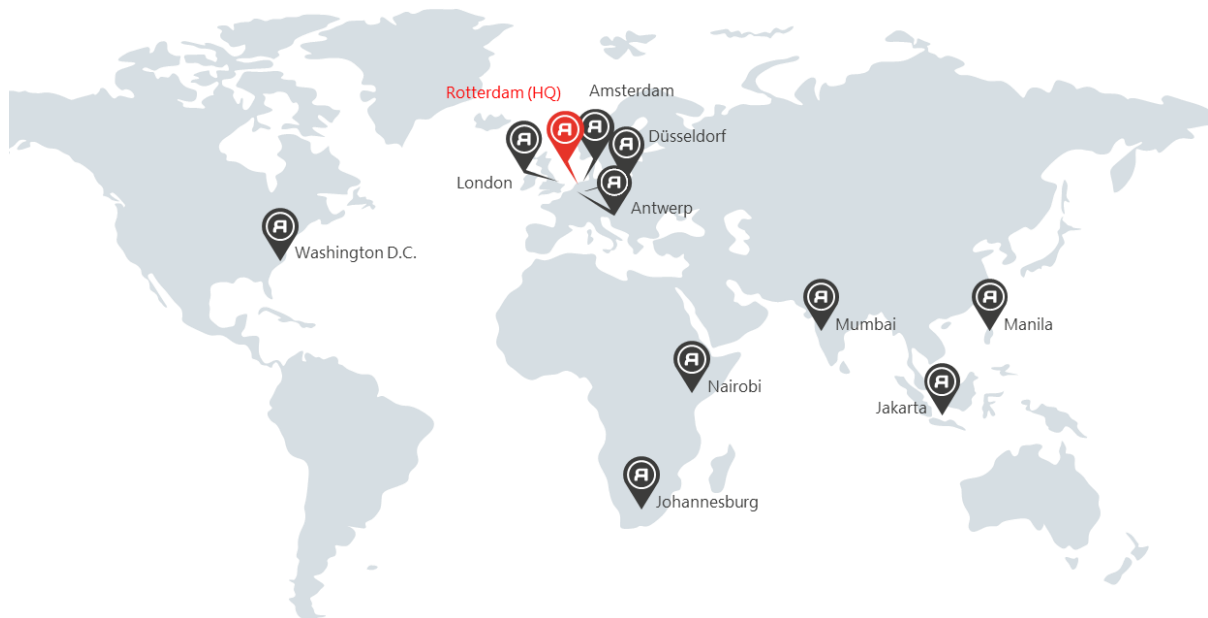 Rotterdam (HQ)
Amsterdam
Düsseldorf
London
Antwerp
Washington D.C.
Mumbai
Manila
Nairobi
Jakarta
Johannesburg